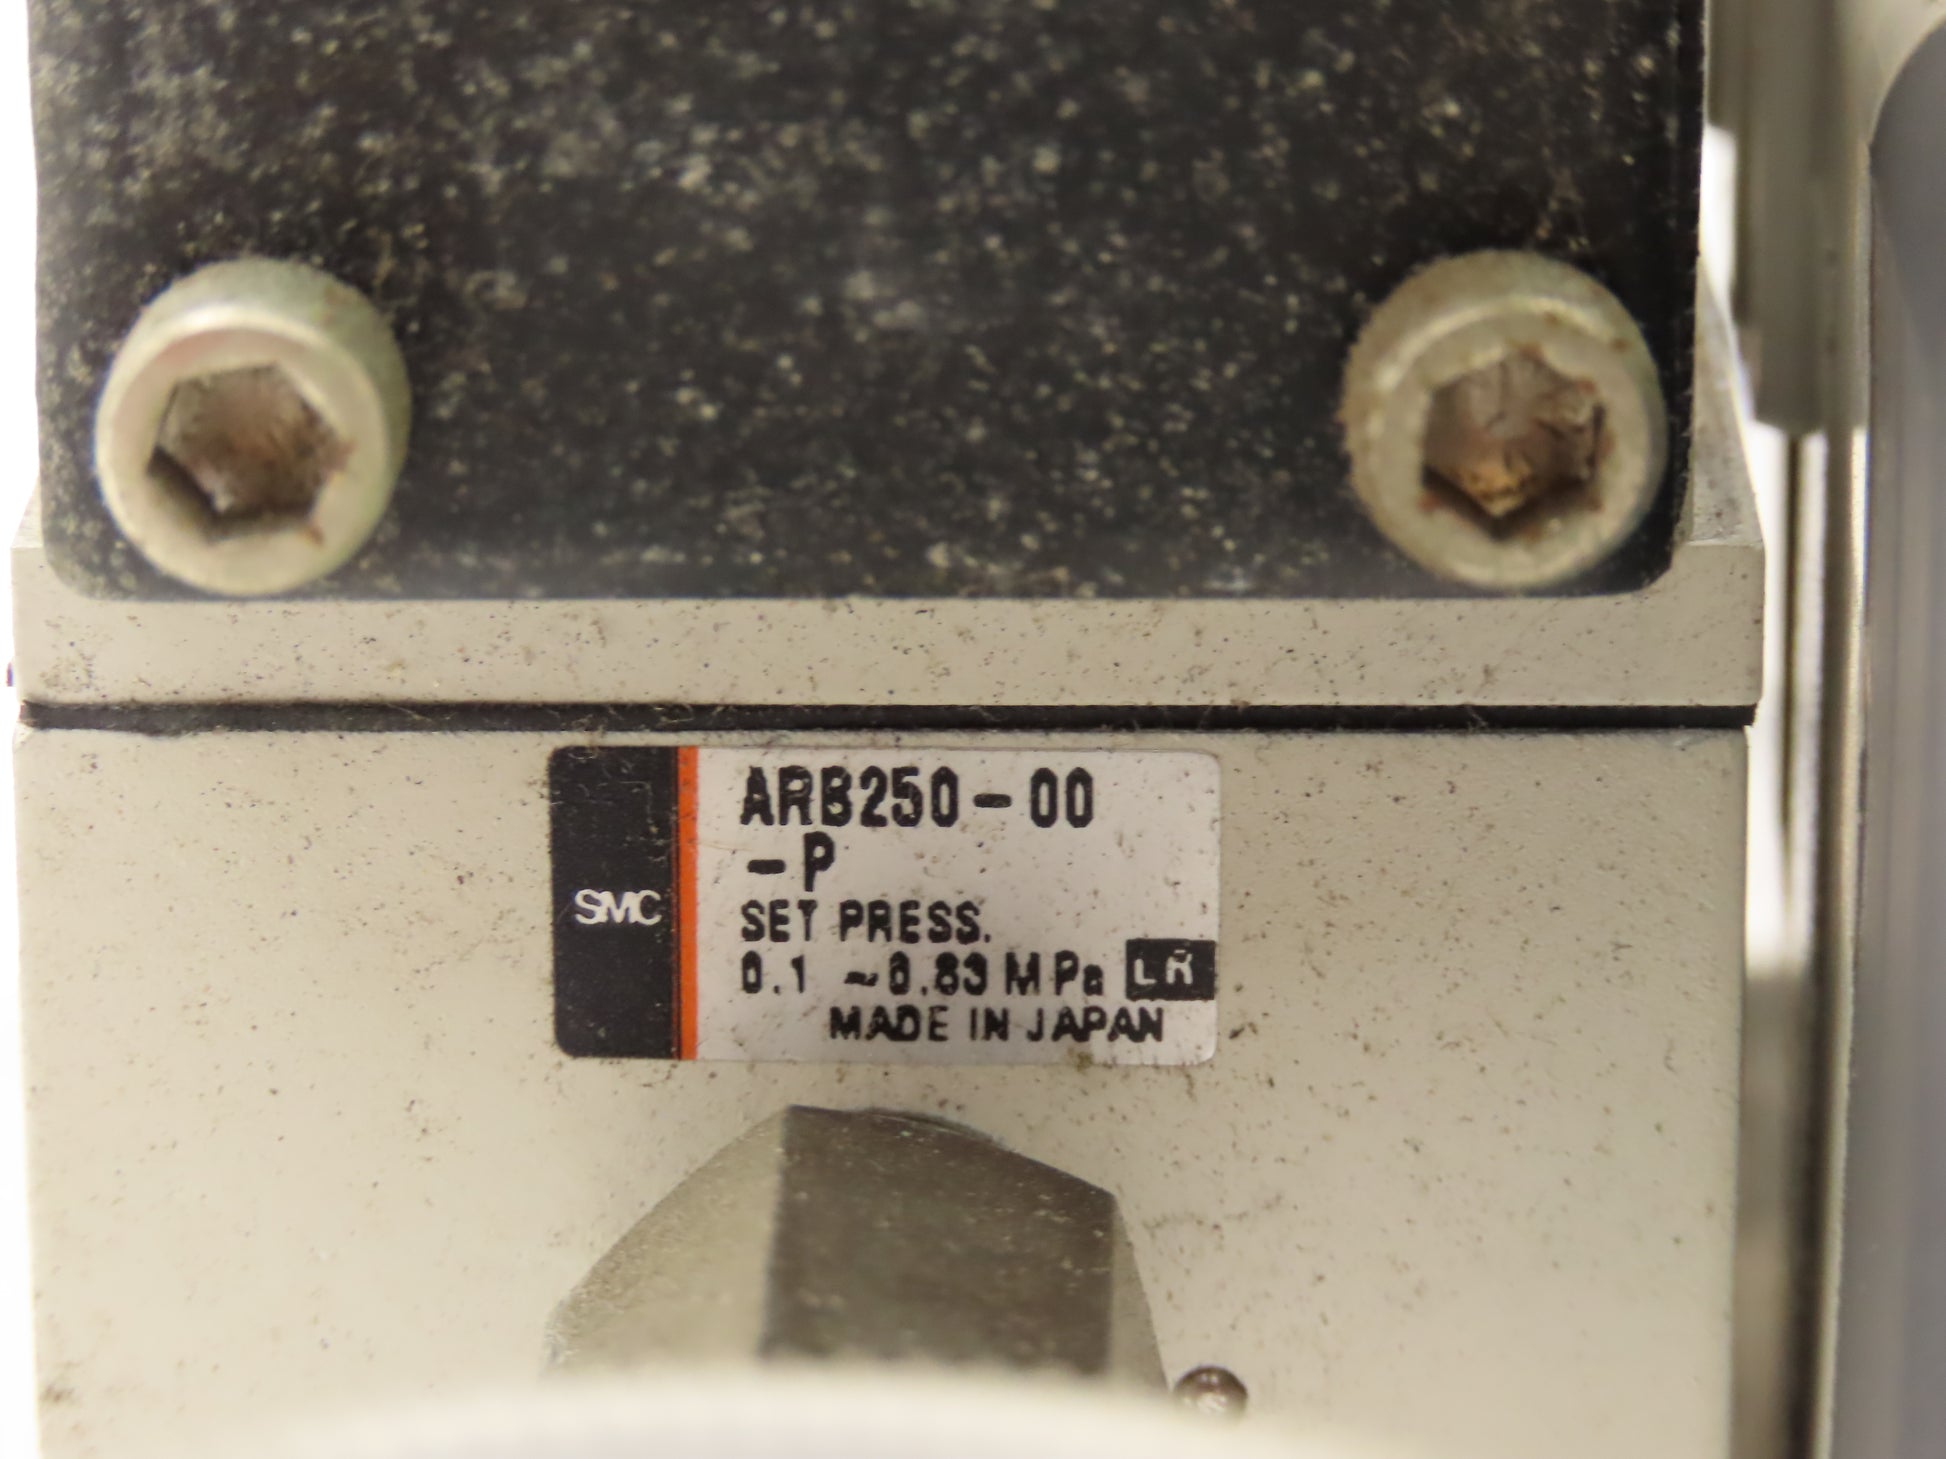 SMC
ARB250-00
-P
SET PRESS.
0.1 ~0.83 MPa LR
MADE IN JAPAN